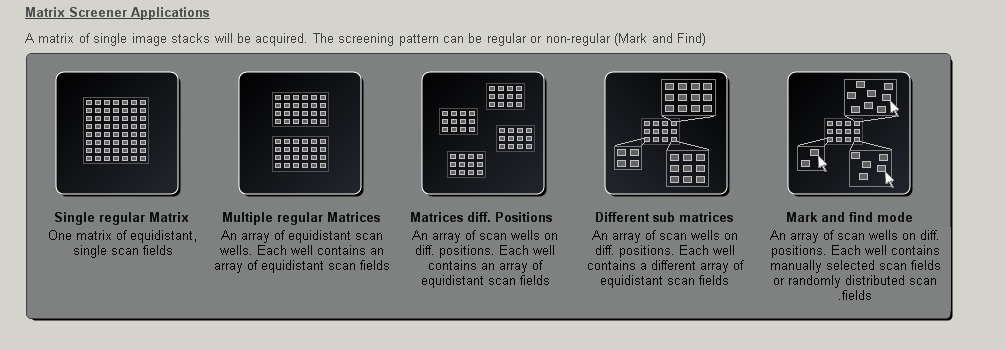 Matrix Screener Applications
A matrix of single image stacks will be acquired. The screening pattern can be regular or non-regular (Mark and Find)
Single regular Matrix
One matrix of equidistant,
single scan fields
Multiple regular Matrices
An array of equidistant scan
wells. Each well contains an
array of equidistant scan fields
Matrices diff. Positions
An array of scan wells on
diff. positions. Each well
contains an array of
equidistant scan fields
Different sub matrices
An array of scan wells on
diff. positions. Each well
contains a different array of
equidistant scan fields
Mark and find mode
An array of scan wells on diff.
positions. Each well contains
manually selected scan fields
or randomly distributed scan
.fields